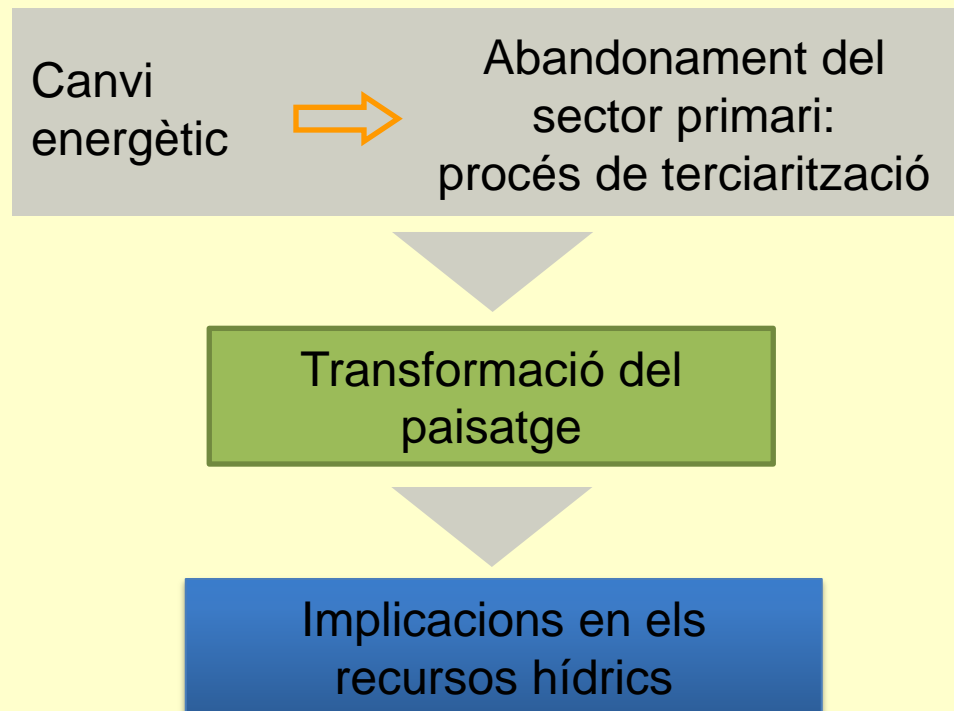 Canvi
energètic
Abandonament del
sector primari:
procés de terciarització
Transformació del
paisatge
Implicacions en els
recursos hídrics